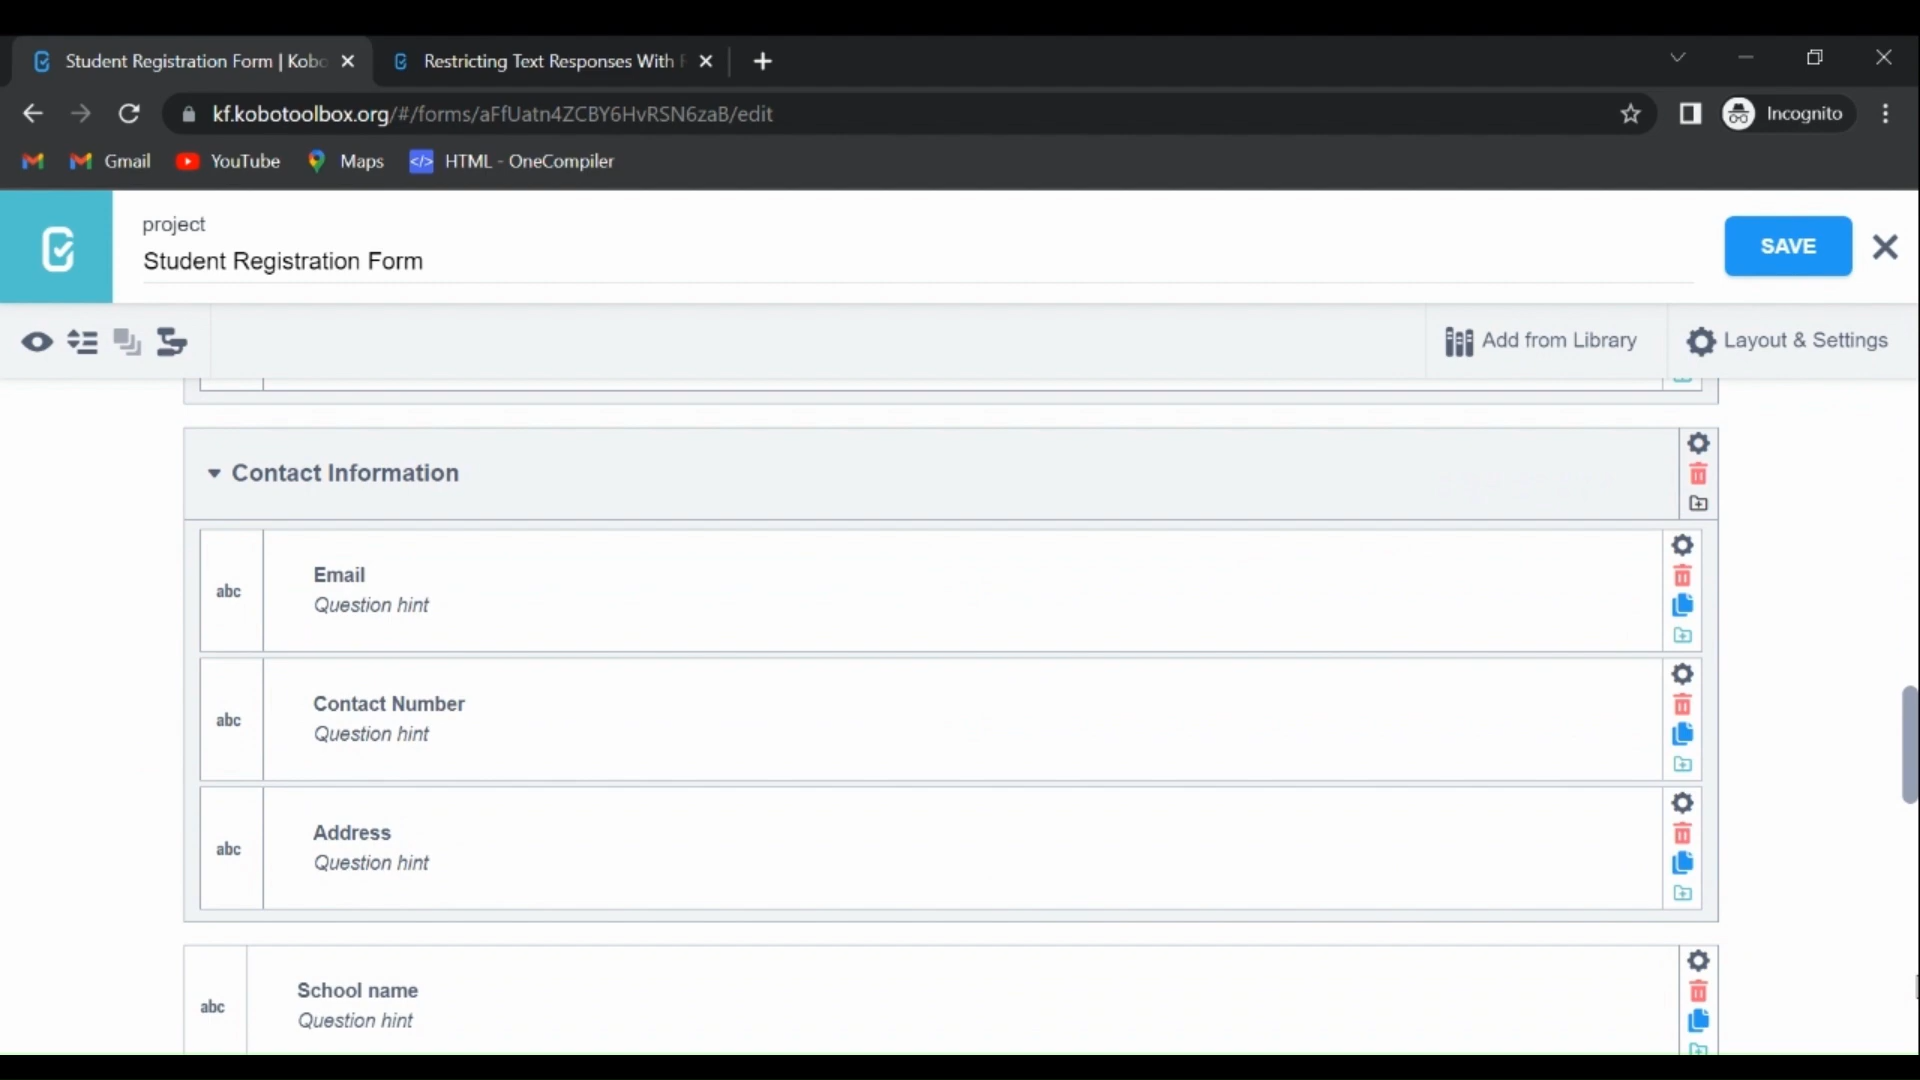 Student Registration Form | Kobo
Restricting Text Responses With
kf.kobotoolbox.org/#/forms/aFfUatn4ZCBY6HvRSN6zaB/edit
Incognito
Gmail
YouTube
Maps
HTML - OneCompiler
project
Student Registration Form
SAVE
Add from Library
Layout & Settings
Contact Information
abc
Email
Question hint
abc
Contact Number
Question hint
abc
Address
Question hint
abc
School name
Question hint